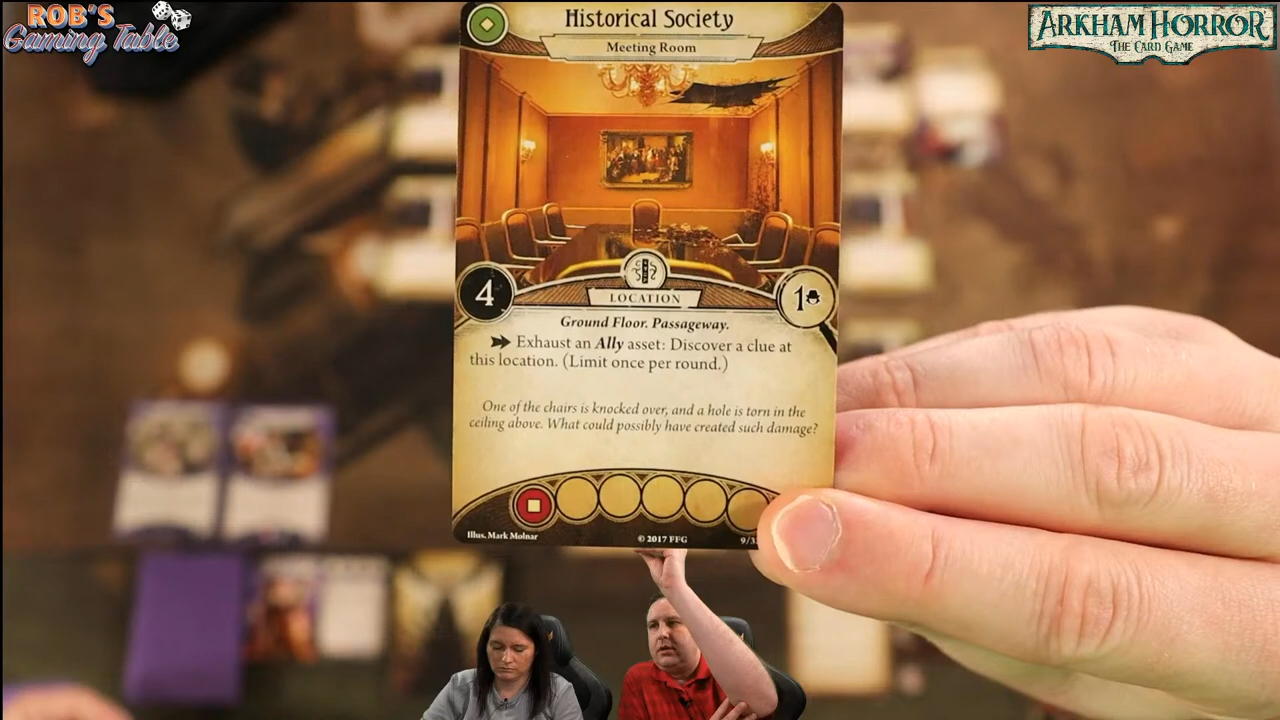 ROB'S
Gaming Table
ARKHAM HORROR
THE CARD GAME
Historical Society
Meeting Room
4
1
LOCATION
Ground Floor. Passageway.
Exhaust an Ally asset: Discover a clue at
this location. (Limit once per round.)
One of the chairs is knocked over, and a hole is torn in the
ceiling above. What could possibly have created such damage?
Illus. Mark Molnar
© 2017 FFG